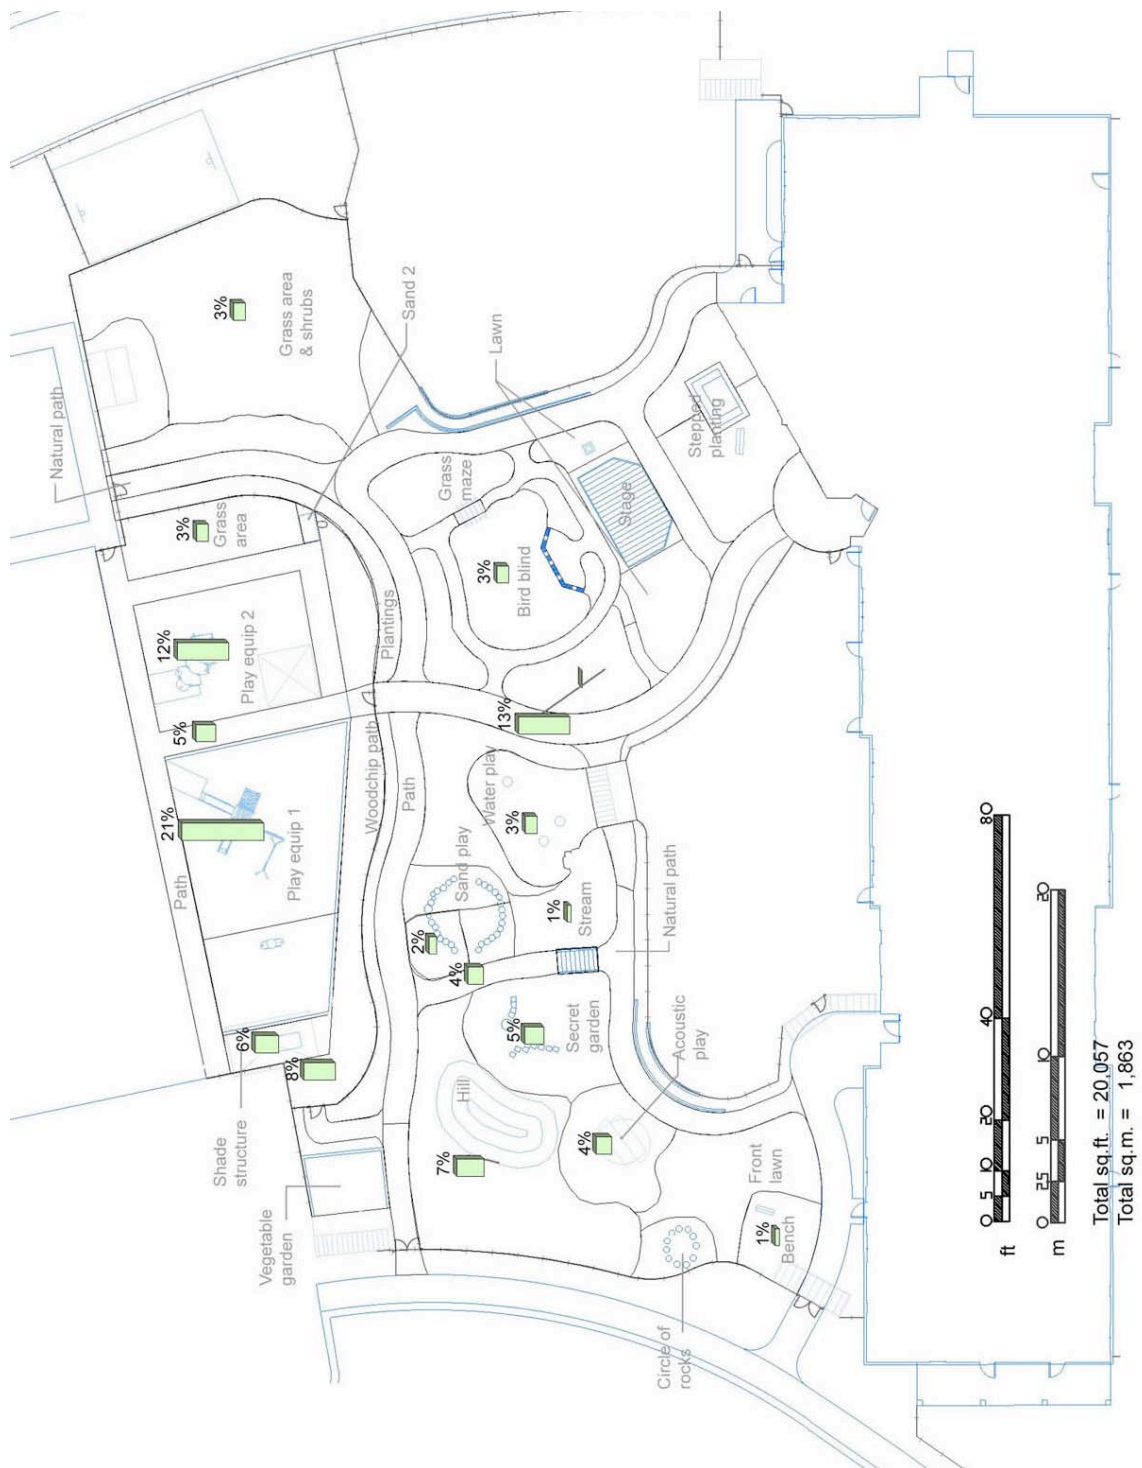 Natural path
3%
Grass area
& shrubs
Sand 2
Lawn
3%
Grass
area
Grass
maze
Stepped
planting
12%
Play equip 2
Plantings
3%
Bird blind
Stage
5%
13%
21%
Play equip 1
Path
Woodchip path
Path
Water play
3%
Sand play
2%
4%
1%
Stream
Natural path
6%
8%
5%
Secret
garden
Acoustic
play
Shade
structure
Hill
7%
4%
Front
lawn
Vegetable
garden
1%
Bench
Circle of
rocks
0 5 10 20 40 80
ft
0 2.5 5 10 20
m
Total sq.ft. = 20,057
Total sq.m. = 1,863